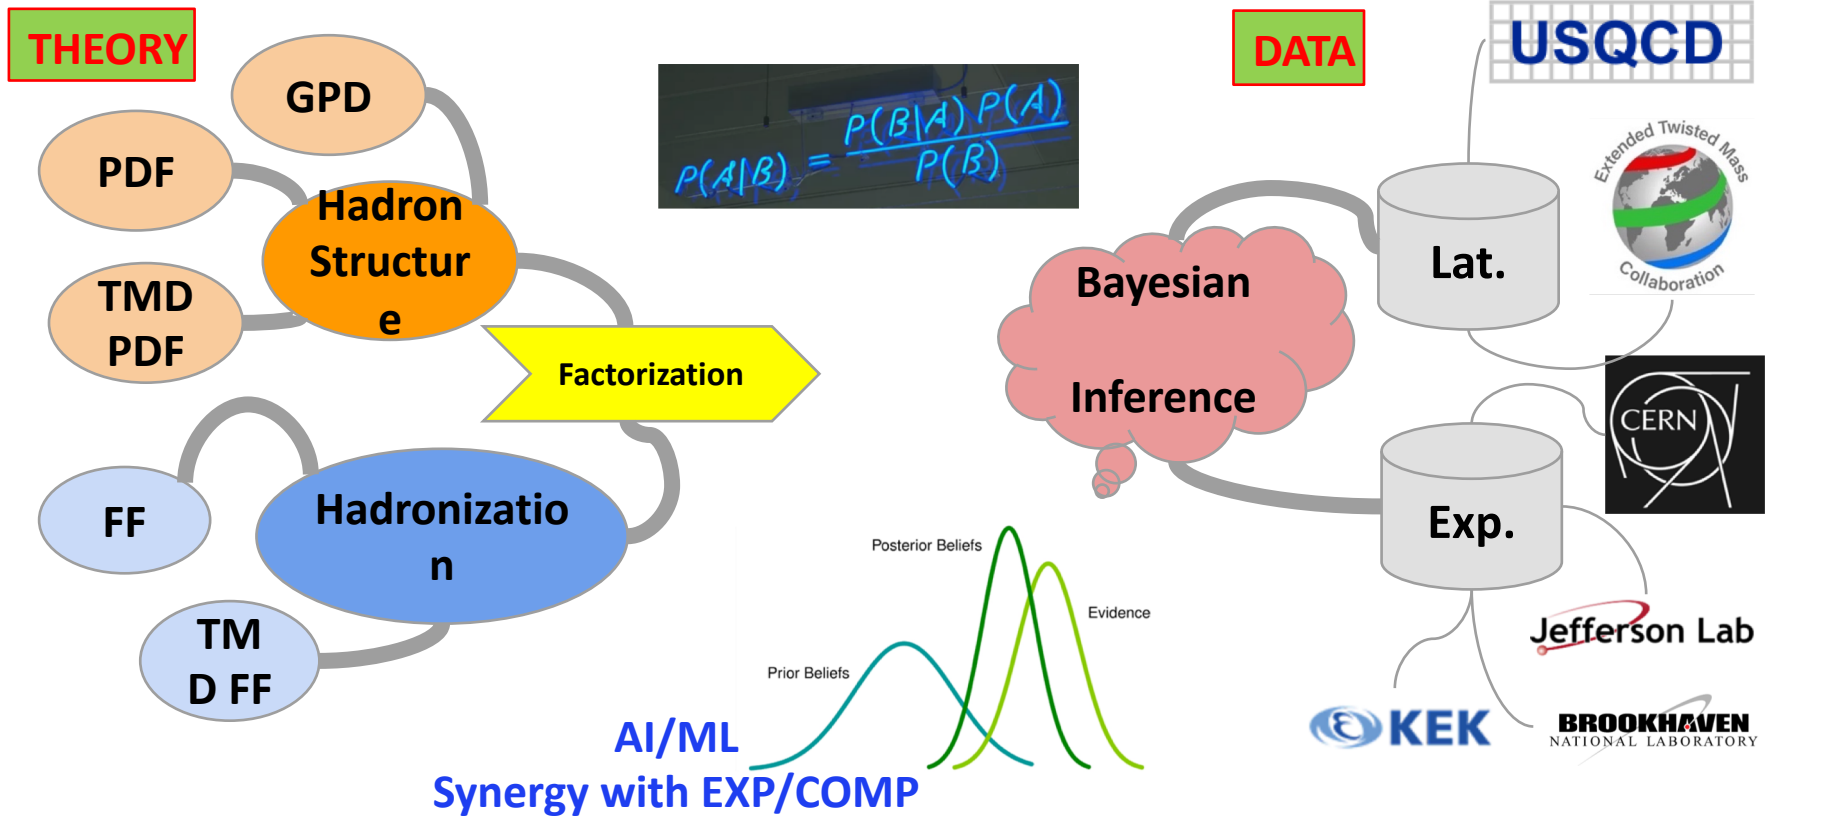 THEORY
GPD
PDF
TMD
PDF
Hadron
Structur
e
Factorization
FF
Hadronizatio
n
TM
D FF
P(A|B) = P(B|A) P(A)
P(B)
Posterior Beliefs
Evidence
Prior Beliefs
AI/ML
Synergy with EXP/COMP
DATA
USQCD
Extended Twisted Mass
Collaboration
Bayesian
Inference
Lat.
CERN
Exp.
Jefferson Lab
KEK
BROOKHAVEN
NATIONAL LABORATORY